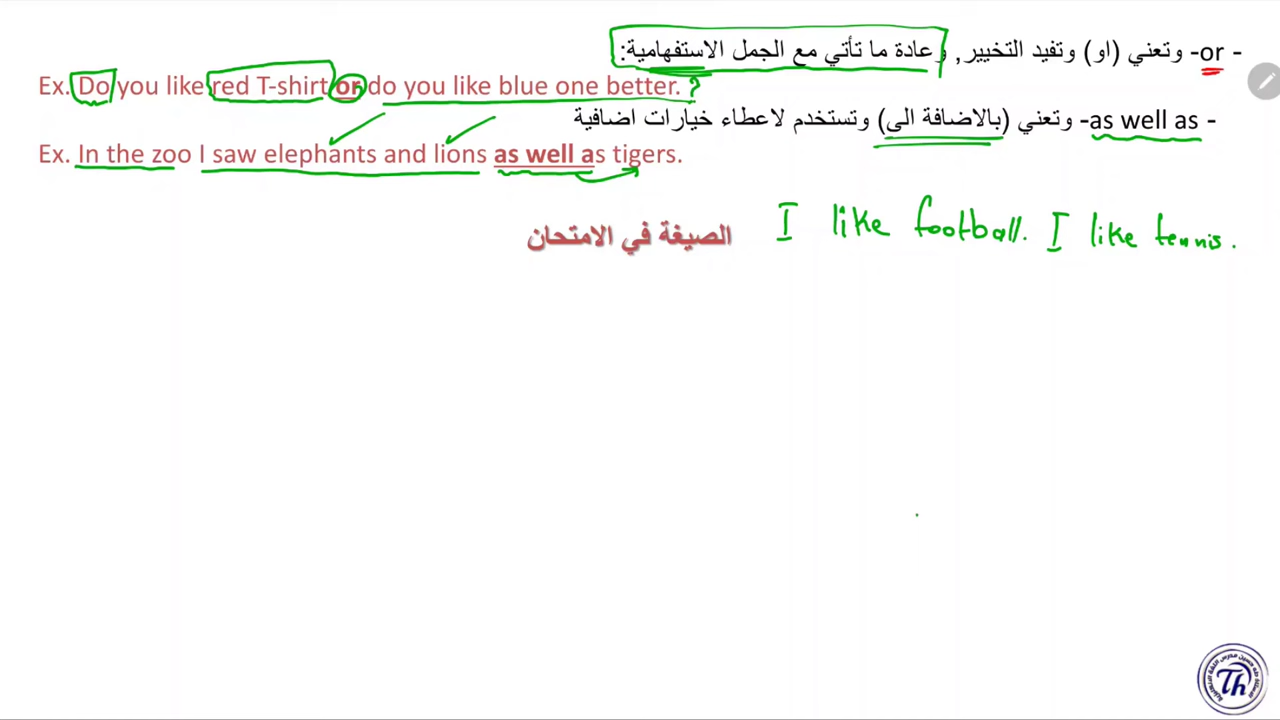 -or- وتعني (او) وتفيد التخيير, وعادة ما تأتي مع الجمل الاستفهامية:
Ex. Do you like red T-shirt or do you like blue one better. ?
-as well as- وتعني (بالاضافة الى) وتستخدم لاعطاء خيارات اضافية
Ex. In the zoo I saw elephants and lions as well as tigers.
I like football. I like tennis.
الصيغة في الامتحان
Th